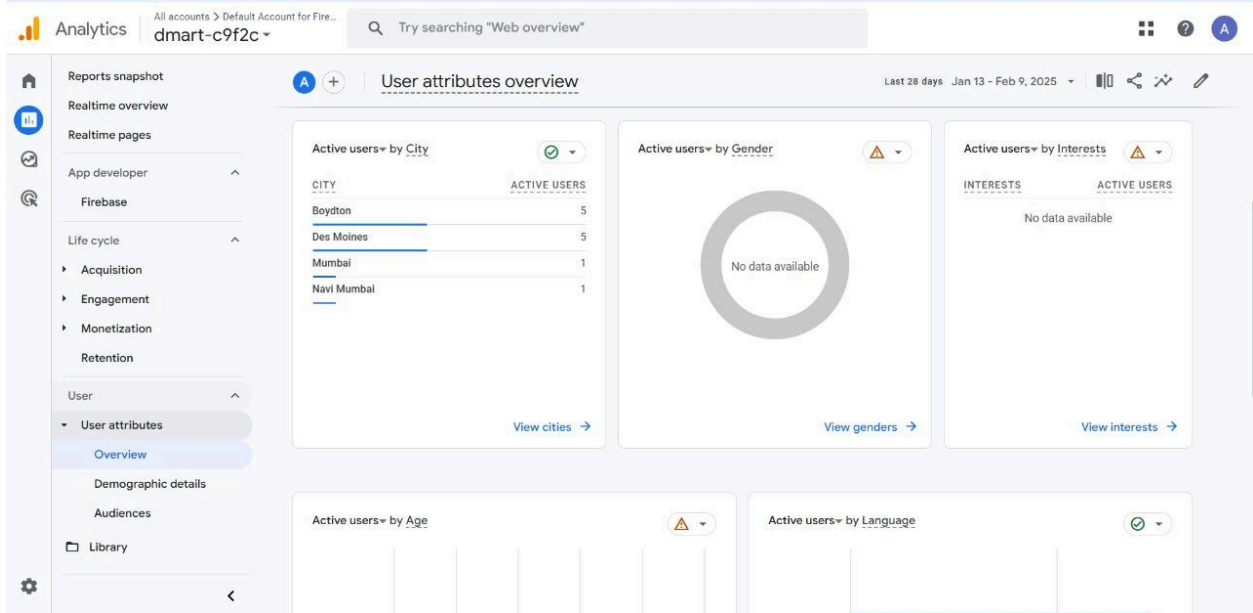 All accounts > Default Account for Fire...
Analytics
dmart-c9f2c
Try searching "Web overview"
A
Reports snapshot
Realtime overview
Realtime pages
App developer
Firebase
Life cycle
Acquisition
Engagement
Monetization
Retention
User
User attributes
Overview
Demographic details
Audiences
Library
A
User attributes overview
Last 28 days Jan 13 - Feb 9, 2025
Active users by City
CITY ACTIVE USERS
Boydton 5
Des Moines 5
Mumbai 1
Navi Mumbai 1
View cities →
Active users by Gender
No data available
View genders →
Active users by Interests
INTERESTS ACTIVE USERS
No data available
View interests →
Active users by Age
Active users by Language